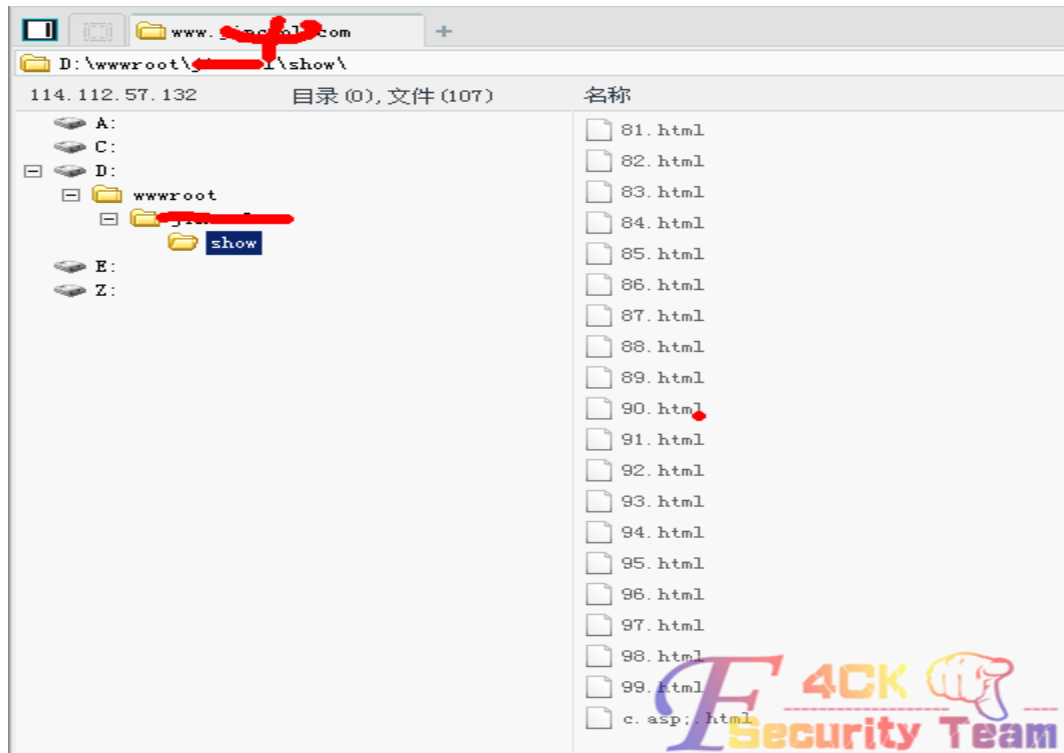 www.
com
D:\wwwroot\
\show\
114.112.57.132
目录(0),文件(107)
名称
A:
C:
D:
wwwroot
show
E:
Z:
81.html
82.html
83.html
84.html
85.html
86.html
87.html
88.html
89.html
90.html
91.html
92.html
93.html
94.html
95.html
96.html
97.html
98.html
99.html
c.asp;.html
F4CK
Security Team